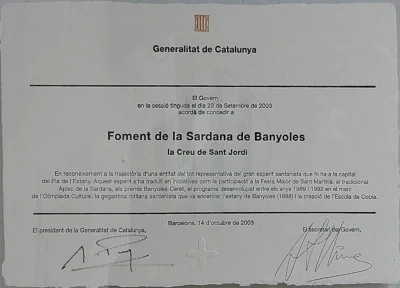 Generalitat de Catalunya
El Govern
en la sessió tinguda el dia 23 de Setembre de 2003
acordà de concedir a
Foment de la Sardana de Banyoles
la Creu de Sant Jordi
En reconeixement a la trajectòria d'una entitat del tot representativa del gran esperit sardanista que hi ha a la capital
del Pla de l'Estany. Aquest esperit s'ha traduït en iniciatives com la participació a la Festa Major de Sant Martirià, el tradicional
Aplec de la Sardana, els premis Banyoles-Ceret, el programa desenvolupat entre els anys 1989 i 1992 en el marc
de l'Olimpíada Cultural, la gegantina rotllana sardanista que va encerclar l'estany de Banyoles (1998) i la creació de l'Escola de Cobla.
Barcelona, 14 d'octubre de 2003
El president de la Generalitat de Catalunya, El secretari del Govern,